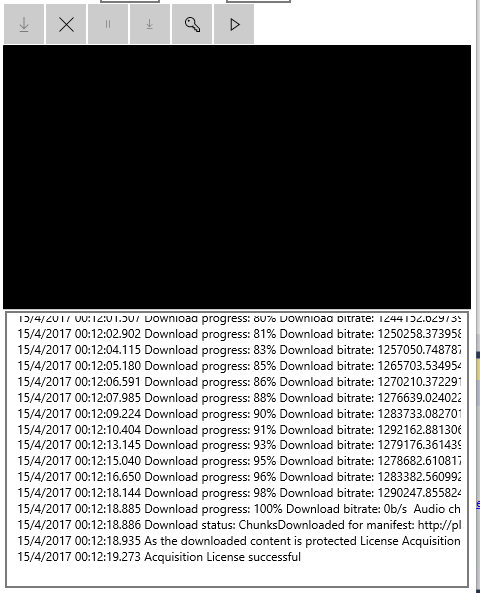 15/4/2017 00:12:01.507 Download progress: 80% Download bitrate: 1244152.629739
15/4/2017 00:12:02.902 Download progress: 81% Download bitrate: 1250258.373958
15/4/2017 00:12:04.115 Download progress: 83% Download bitrate: 1257050.748787
15/4/2017 00:12:05.180 Download progress: 85% Download bitrate: 1265703.534954
15/4/2017 00:12:06.591 Download progress: 86% Download bitrate: 1270210.372291
15/4/2017 00:12:07.985 Download progress: 88% Download bitrate: 1276639.024022
15/4/2017 00:12:09.224 Download progress: 90% Download bitrate: 1283733.082701
15/4/2017 00:12:10.404 Download progress: 91% Download bitrate: 1292162.881306
15/4/2017 00:12:13.145 Download progress: 93% Download bitrate: 1279176.361439
15/4/2017 00:12:15.040 Download progress: 95% Download bitrate: 1278682.610817
15/4/2017 00:12:16.650 Download progress: 96% Download bitrate: 1283382.560992
15/4/2017 00:12:18.144 Download progress: 98% Download bitrate: 1290247.855824
15/4/2017 00:12:18.885 Download progress: 100% Download bitrate: 0b/s  Audio ch
15/4/2017 00:12:18.886 Download status: ChunksDownloaded for manifest: http://pl
15/4/2017 00:12:18.935 As the downloaded content is protected License Acquisition
15/4/2017 00:12:19.273 Acquisition License successful